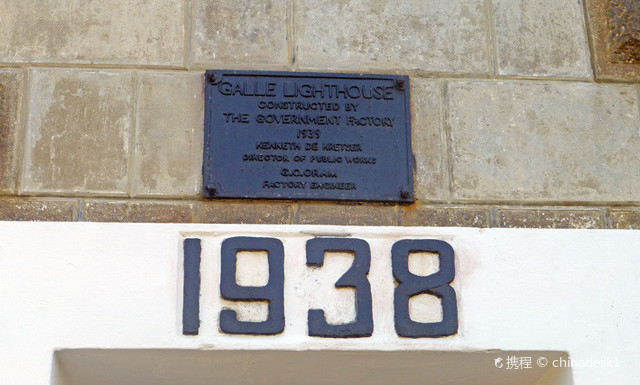 GALLE LIGHTHOUSE
CONSTRUCTED BY
THE GOVERNMENT FACTORY
1939
KENNETH DE KRETSER
DIRECTOR OF PUBLIC WORKS
G.C. ORAM
FACTORY ENGINEER
1938
携程 © chinadoek1